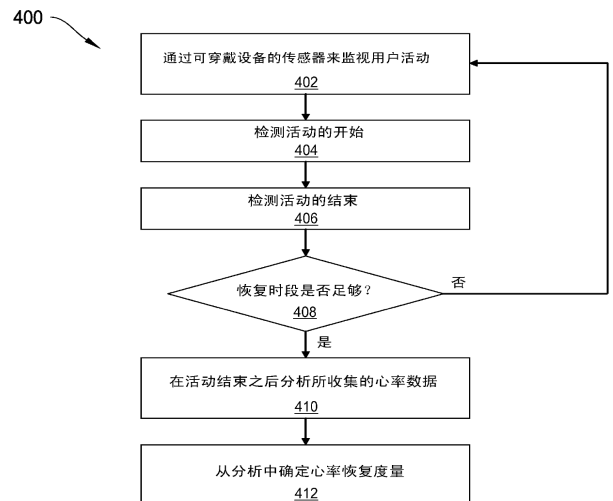 400
通过可穿戴设备的传感器来监视用户活动
402
检测活动的开始
404
检测活动的结束
406
恢复时段是否足够?
408
否
是
在活动结束之后分析所收集的心率数据
410
从分析中确定心率恢复度量
412